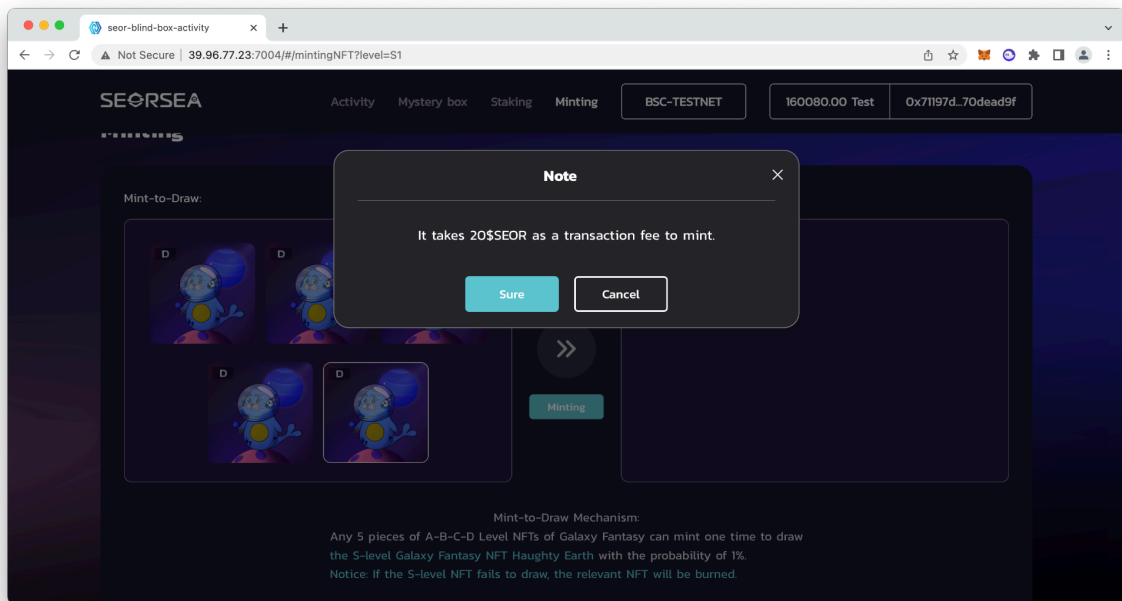 seor-blind-box-activity
Not Secure | 39.96.77.23:7004/#/mintingNFT?level=S1
SEORSEA
Activity Mystery box Staking Minting BSC-TESTNET 160080.00 Test 0x71197d...70dead9f
Minting
Note
Mint-to-Draw:
It takes 20$SEOR as a transaction fee to mint.
D D
Sure Cancel
D D
Minting
Mint-to-Draw Mechanism:
Any 5 pieces of A-B-C-D Level NFTs of Galaxy Fantasy can mint one time to draw
the S-level Galaxy Fantasy NFT Haughty Earth with the probability of 1%.
Notice: If the S-level NFT fails to draw, the relevant NFT will be burned.